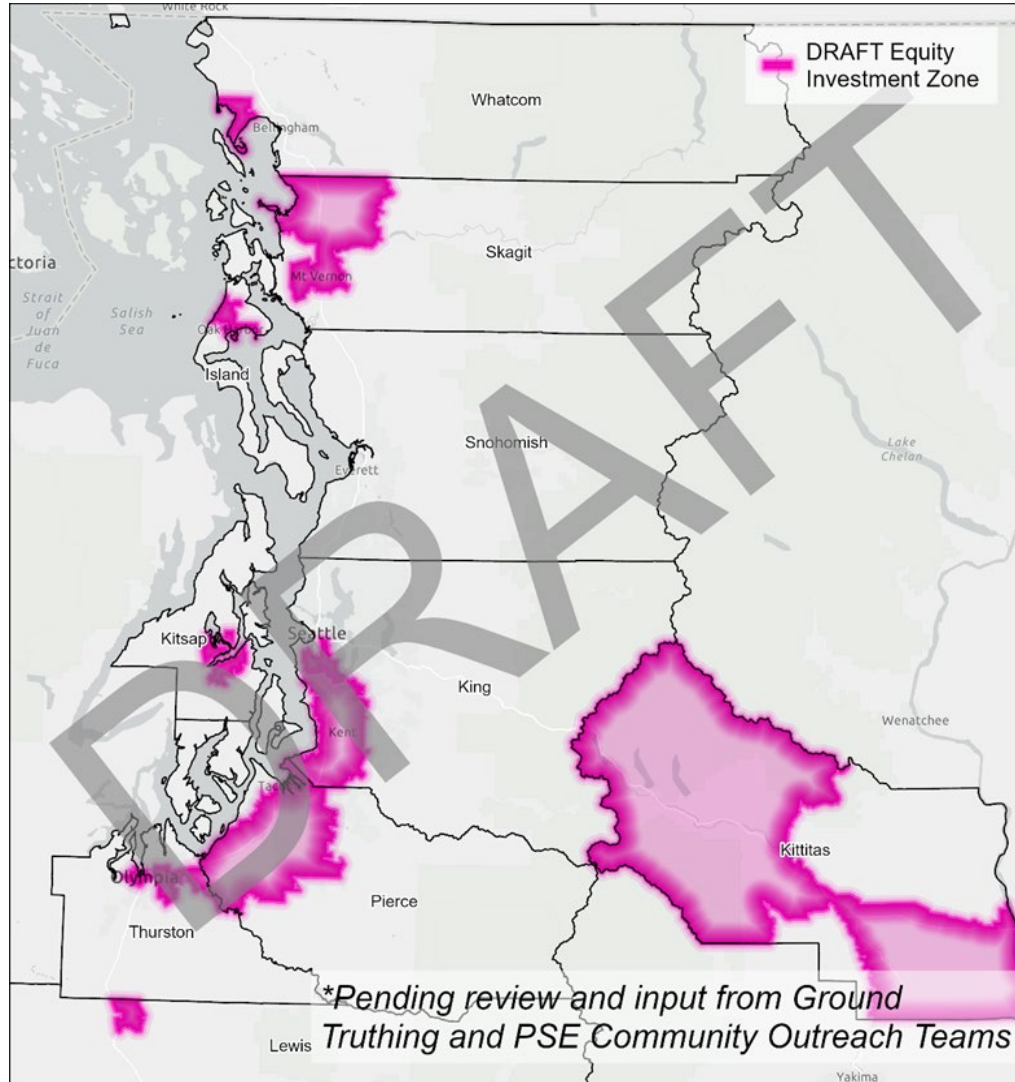 White Rock
DRAFT Equity
Investment Zone
Whatcom
Bellingham
Skagit
ctoria
Mt Vernon
Strait
of
Juan
de
Fuca
Salish
Sea
Oak Harbor
Island
Snohomish
Everett
Lake
Chelan
DRAFT
Kitsap
Seattle
King
Kent
Wenatchee
Tac
Kittitas
Olympia
Pierce
Thurston
*Pending review and input from Ground
Truthing and PSE Community Outreach Teams
Lewis
Yakima